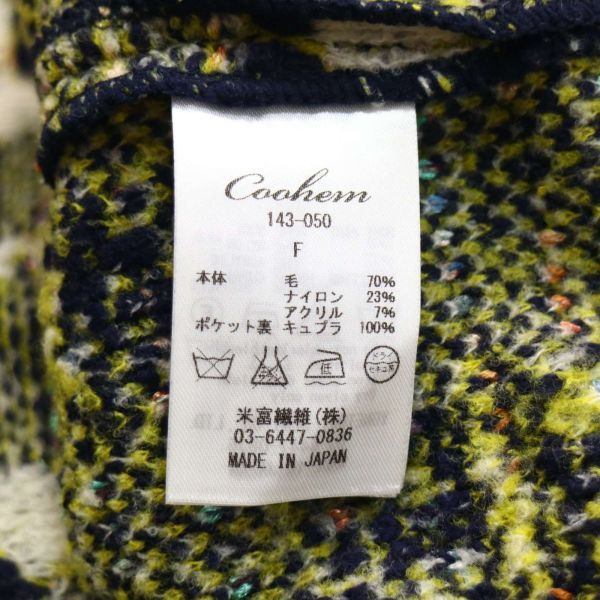 Coohem
143-050
F
本体 毛 70%
ナイロン 23%
アクリル 7%
ポケット裏 キュプラ 100%
低 ドライ セキユ系
米富繊維(株)
03-6447-0836
MADE IN JAPAN